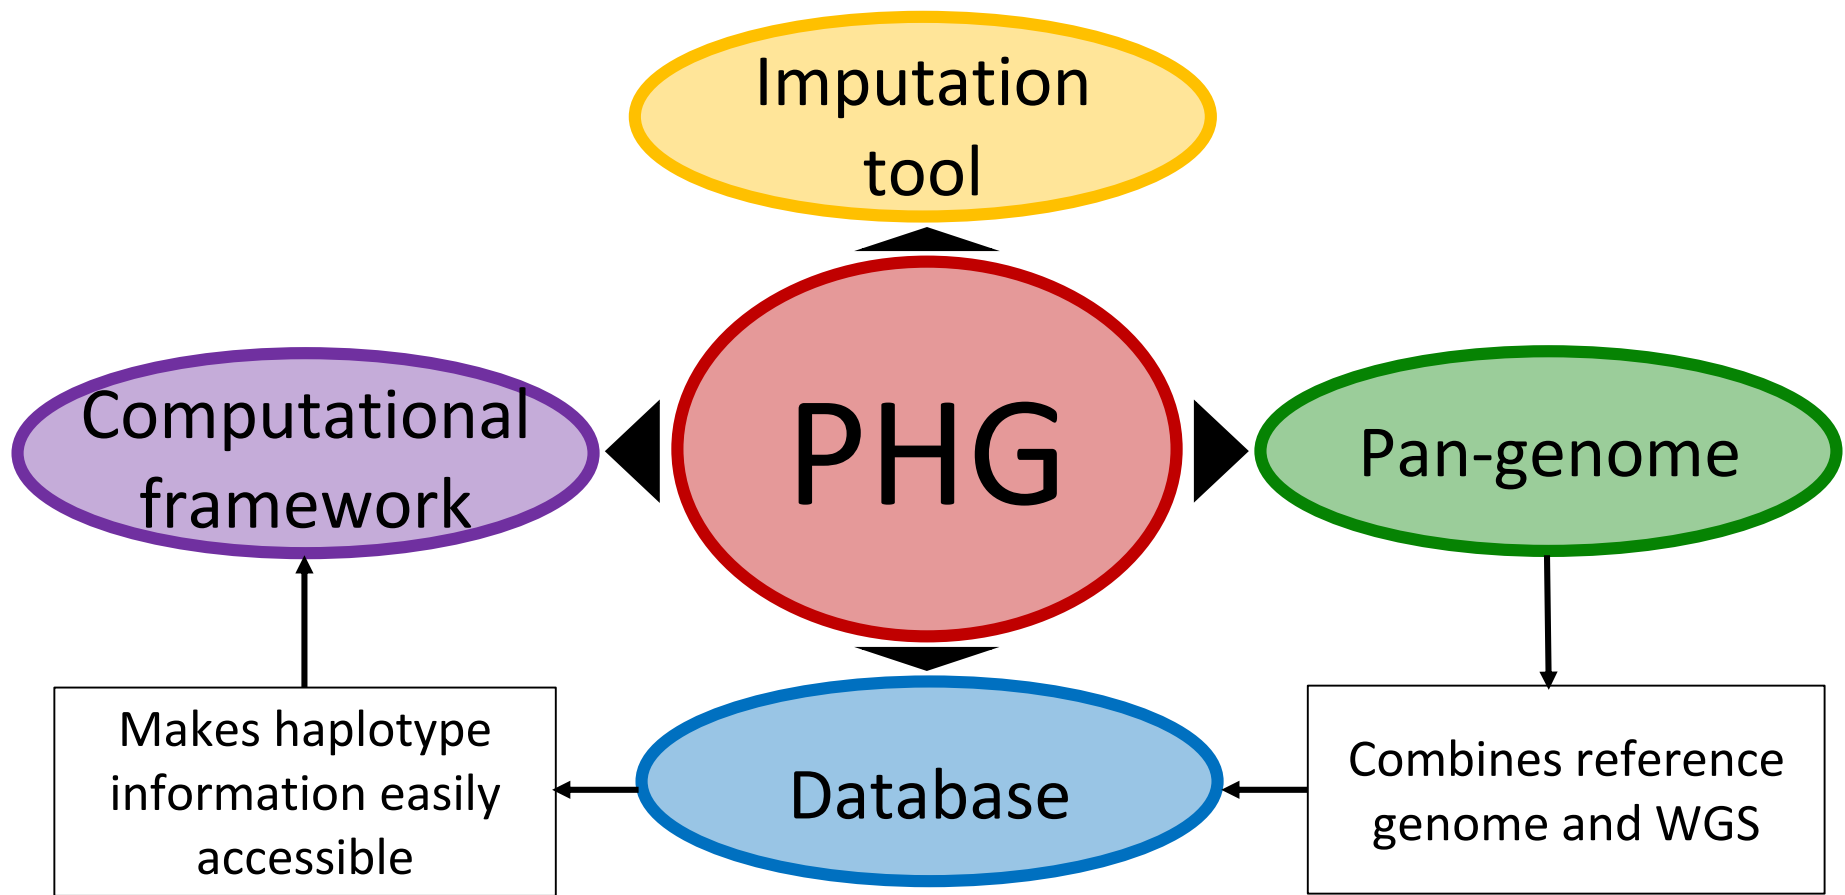 Imputation
tool
PHG
Computational
framework
Pan-genome
Makes haplotype
information easily
accessible
Database
Combines reference
genome and WGS